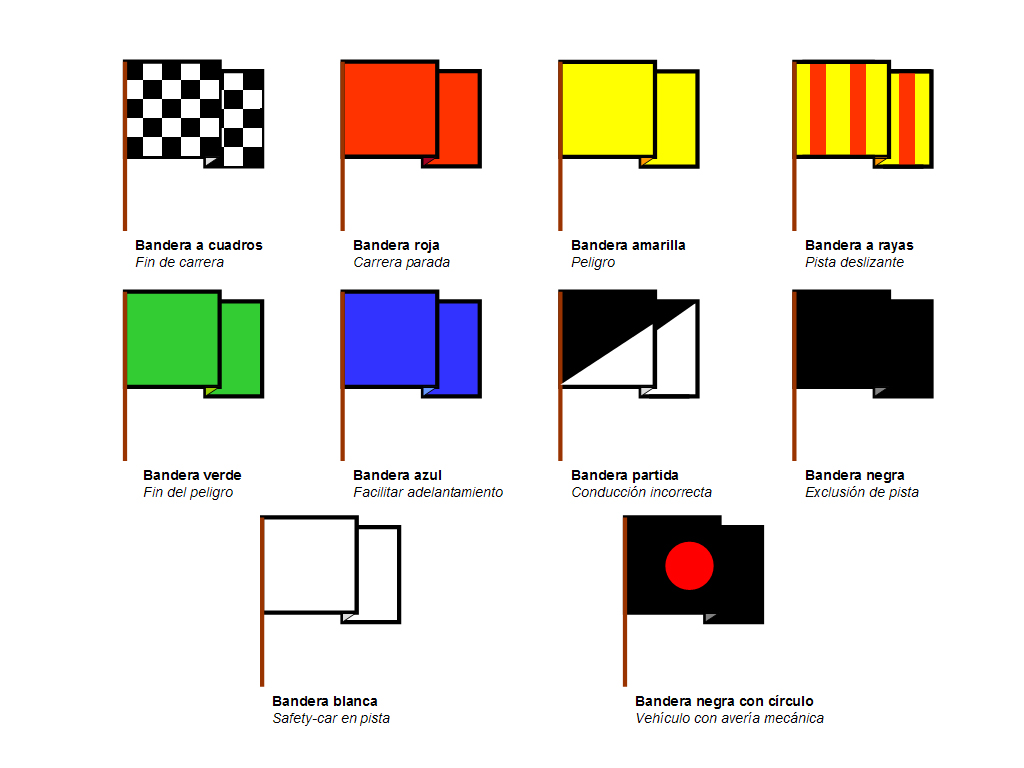 Bandera a cuadros
Fin de carrera
Bandera roja
Carrera parada
Bandera amarilla
Peligro
Bandera a rayas
Pista deslizante
Bandera verde
Fin del peligro
Bandera azul
Facilitar adelantamiento
Bandera partida
Conducción incorrecta
Bandera negra
Exclusión de pista
Bandera blanca
Safety-car en pista
Bandera negra con círculo
Vehículo con avería mecánica